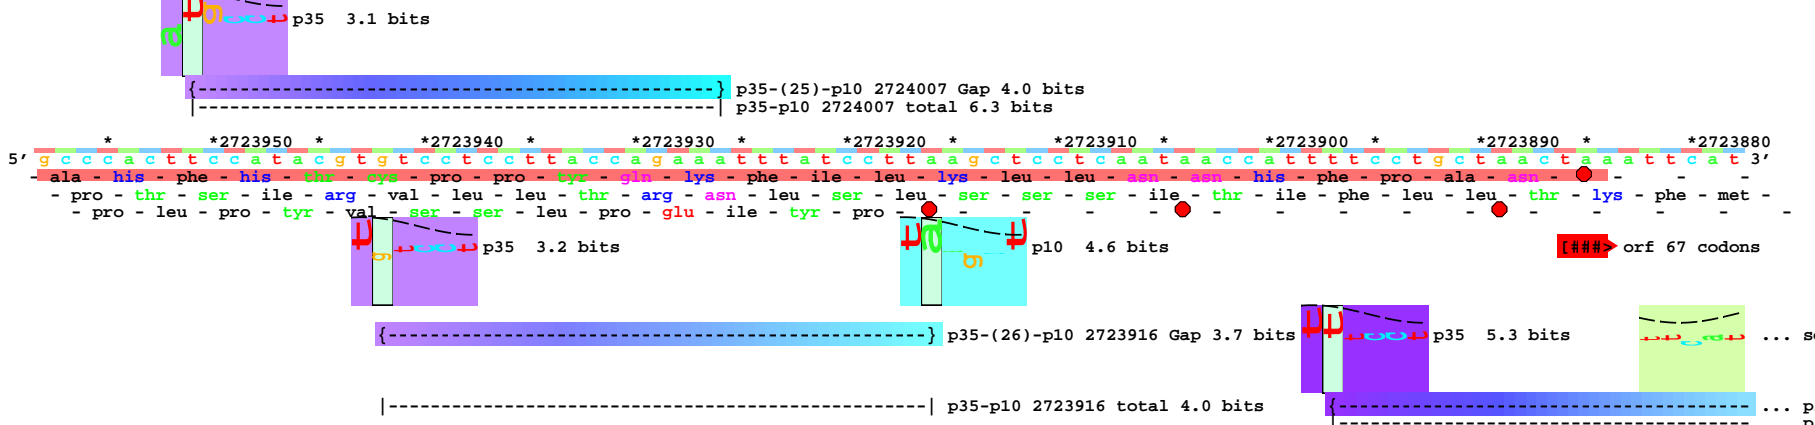 a t g c c t p35 3.1 bits
{--------------------------------------------------} p35-(25)-p10 2724007 Gap 4.0 bits
|--------------------------------------------------| p35-p10 2724007 total 6.3 bits
* *2723950 * *2723940 * *2723930 * *2723920 * *2723910 * *2723900 * *2723890 * *2723880
5' g c c c a c t t c c a t a c g t g t c c t c c t t a c c a g a a a t t t a t c c t t a a g c t c c t c a a t a a c c a t t t t c c t g c t a a c t a a a t t c a t 3'
- ala - his - phe - his - thr - cys - pro - pro - tyr - gln - lys - phe - ile - leu - lys - leu - leu - asn - asn - his - phe - pro - ala - asn - - -
- pro - thr - ser - ile - arg - val - leu - leu - thr - arg - asn - leu - ser - leu - ser - ser - ser - ile - thr - ile - phe - leu - leu - thr - lys - phe - met -
- pro - leu - pro - tyr - val - ser - ser - leu - pro - glu - ile - tyr - pro - - - - - - - - - - - - - -
t g t c c t p35 3.2 bits
t a g t p10 4.6 bits
[###> orf 67 codons
{--------------------------------------------------} p35-(26)-p10 2723916 Gap 3.7 bits
t t t c c t p35 5.3 bits
t t c a t ... s
|--------------------------------------------------| p35-p10 2723916 total 4.0 bits
{-------------------------------------- ... p
|--------------------------------------